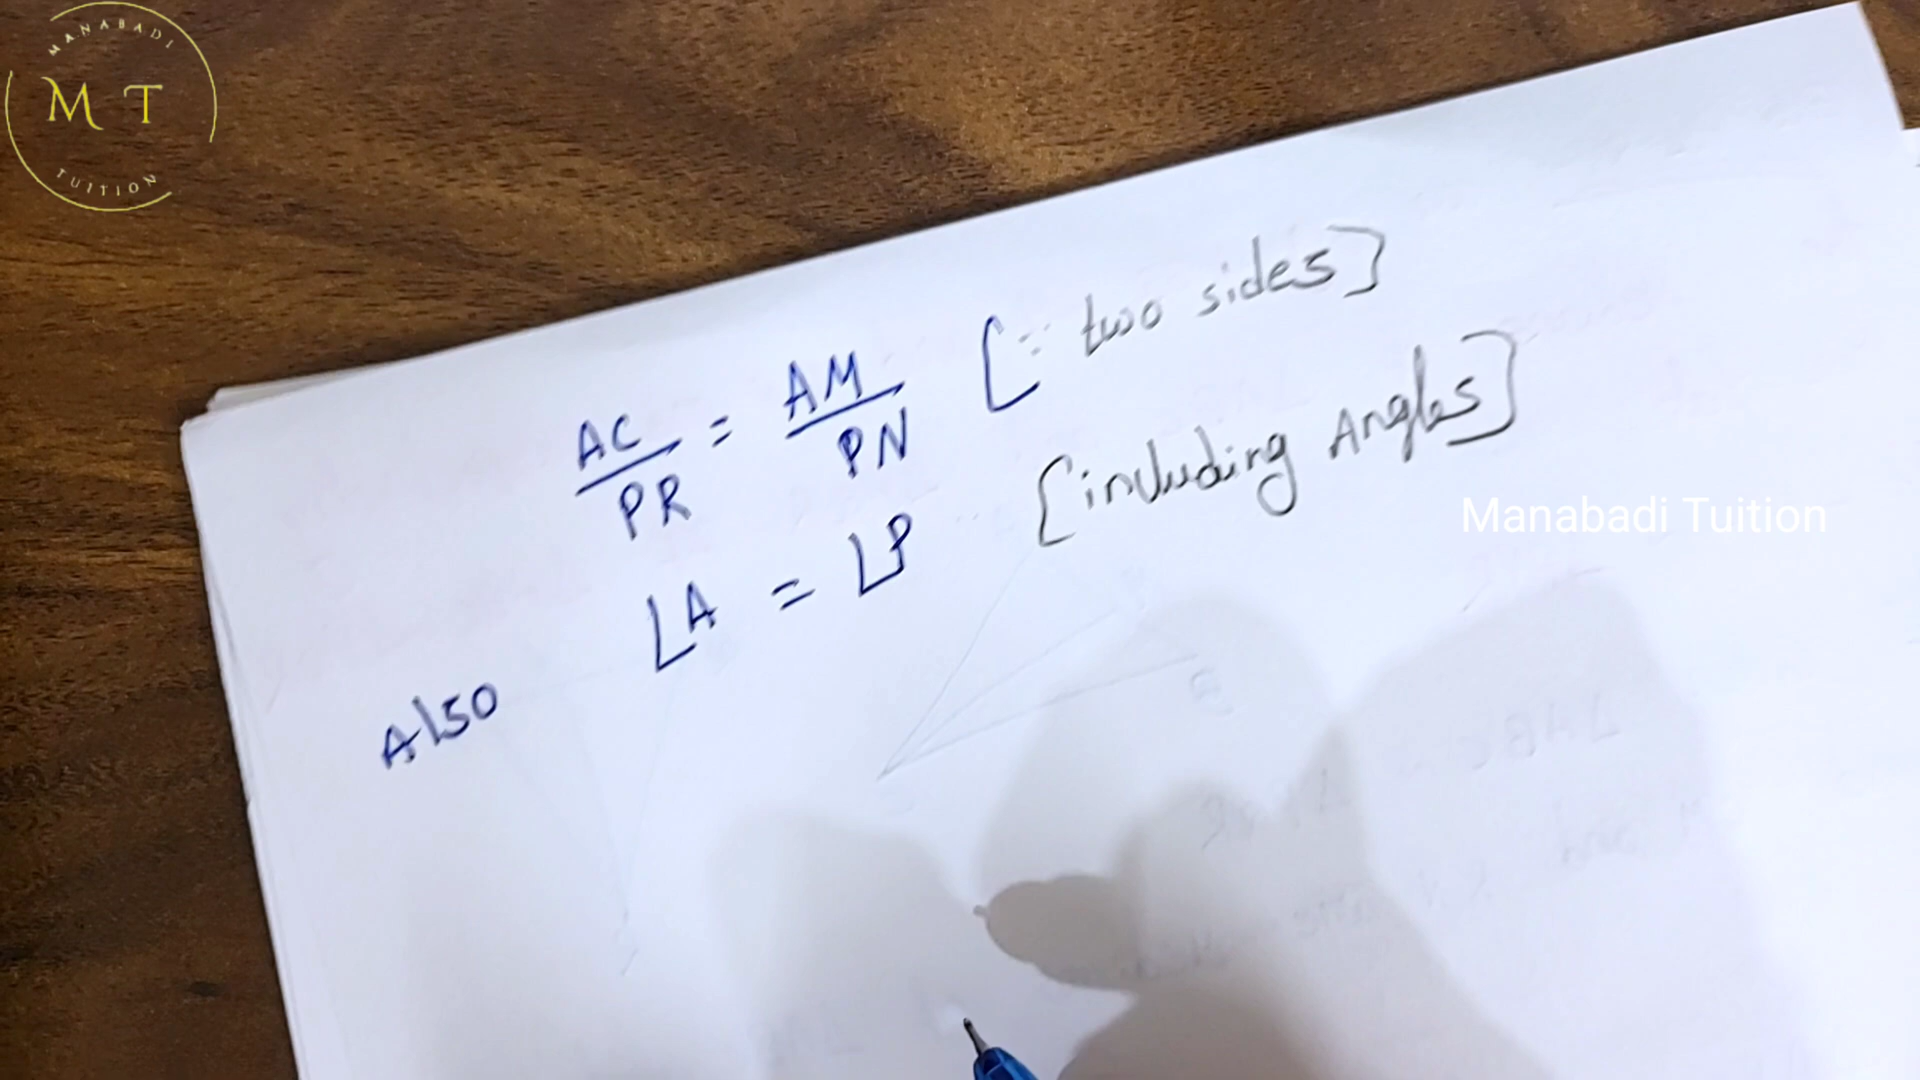 MANABADI
M T
TUITION
AC/PR = AM/PN [∵ two sides]
∠A = ∠P [including Angles]
Manabadi Tuition
Also